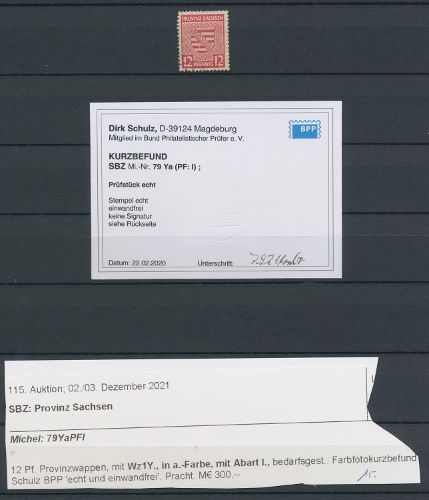 PROVINZ SACHSEN
12 PFENNIG 12
Dirk Schulz, D-39124 Magdeburg
Mitglied im Bund Philatelistischer Prüfer e. V.
BPP
KURZBEFUND
SBZ Mi.-Nr. 79 Ya (PF: I) ;
Prüfstück echt
Stempel echt
einwandfrei
keine Signatur
siehe Rückseite
Datum: 22.02.2020
Unterschrift:
115. Auktion; 02./03. Dezember 2021
SBZ: Provinz Sachsen
Michel: 79YaPFI
12 Pf. Provinzwappen, mit Wz1Y., in a.-Farbe, mit Abart I., bedarfsgest., Farbfotokurzbefund
Schulz BPP 'echt und einwandfrei'. Pracht. M€ 300,--